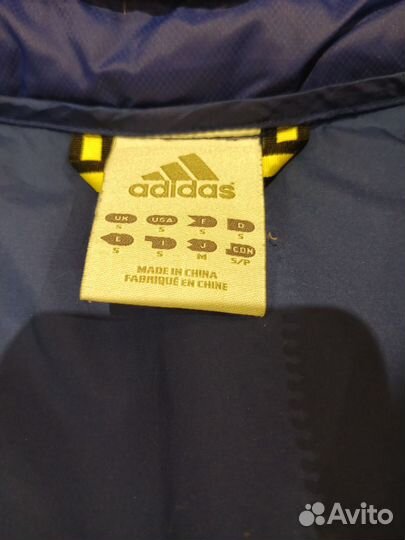 adidas
UK USA F D
S S S S
E I J CDN
S S M S/P
MADE IN CHINA
FABRIQUÉ EN CHINE
Avito